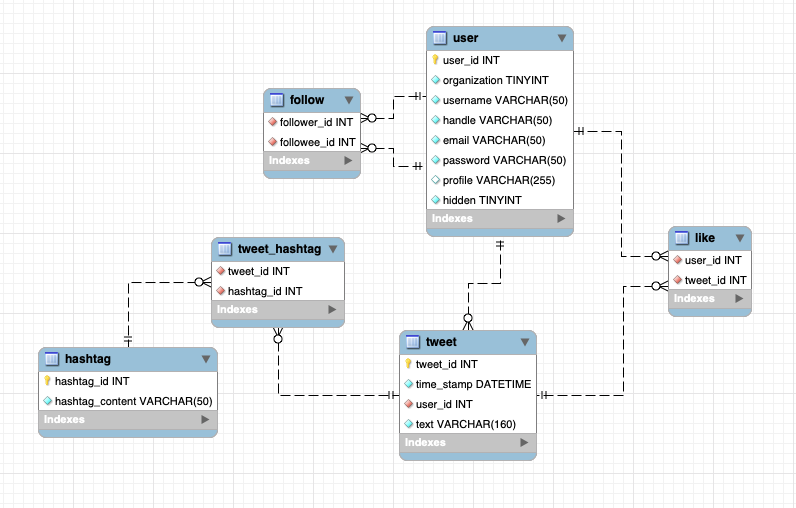 user
user_id INT
organization TINYINT
username VARCHAR(50)
handle VARCHAR(50)
email VARCHAR(50)
password VARCHAR(50)
profile VARCHAR(255)
hidden TINYINT
Indexes
follow
follower_id INT
followee_id INT
Indexes
tweet_hashtag
tweet_id INT
hashtag_id INT
Indexes
like
user_id INT
tweet_id INT
Indexes
hashtag
hashtag_id INT
hashtag_content VARCHAR(50)
Indexes
tweet
tweet_id INT
time_stamp DATETIME
user_id INT
text VARCHAR(160)
Indexes